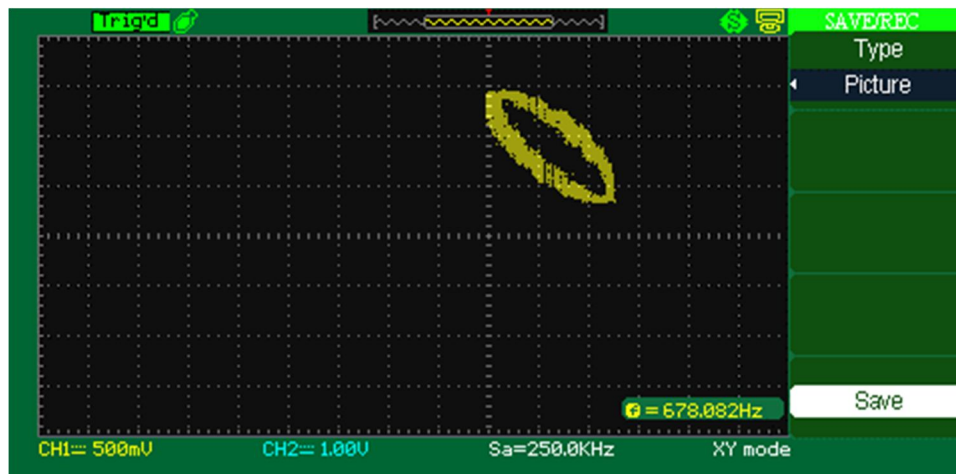 Trig'd
SAVE/REC
Type
Picture
f = 678.082Hz
Save
CH1 500mV
CH2 1.00V
Sa=250.0KHz
XY mode